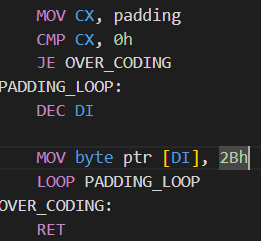 MOV CX, padding
CMP CX, 0h
JE OVER_CODING
PADDING_LOOP:
DEC DI
MOV byte ptr [DI], 2Bh
LOOP PADDING_LOOP
OVER_CODING:
RET